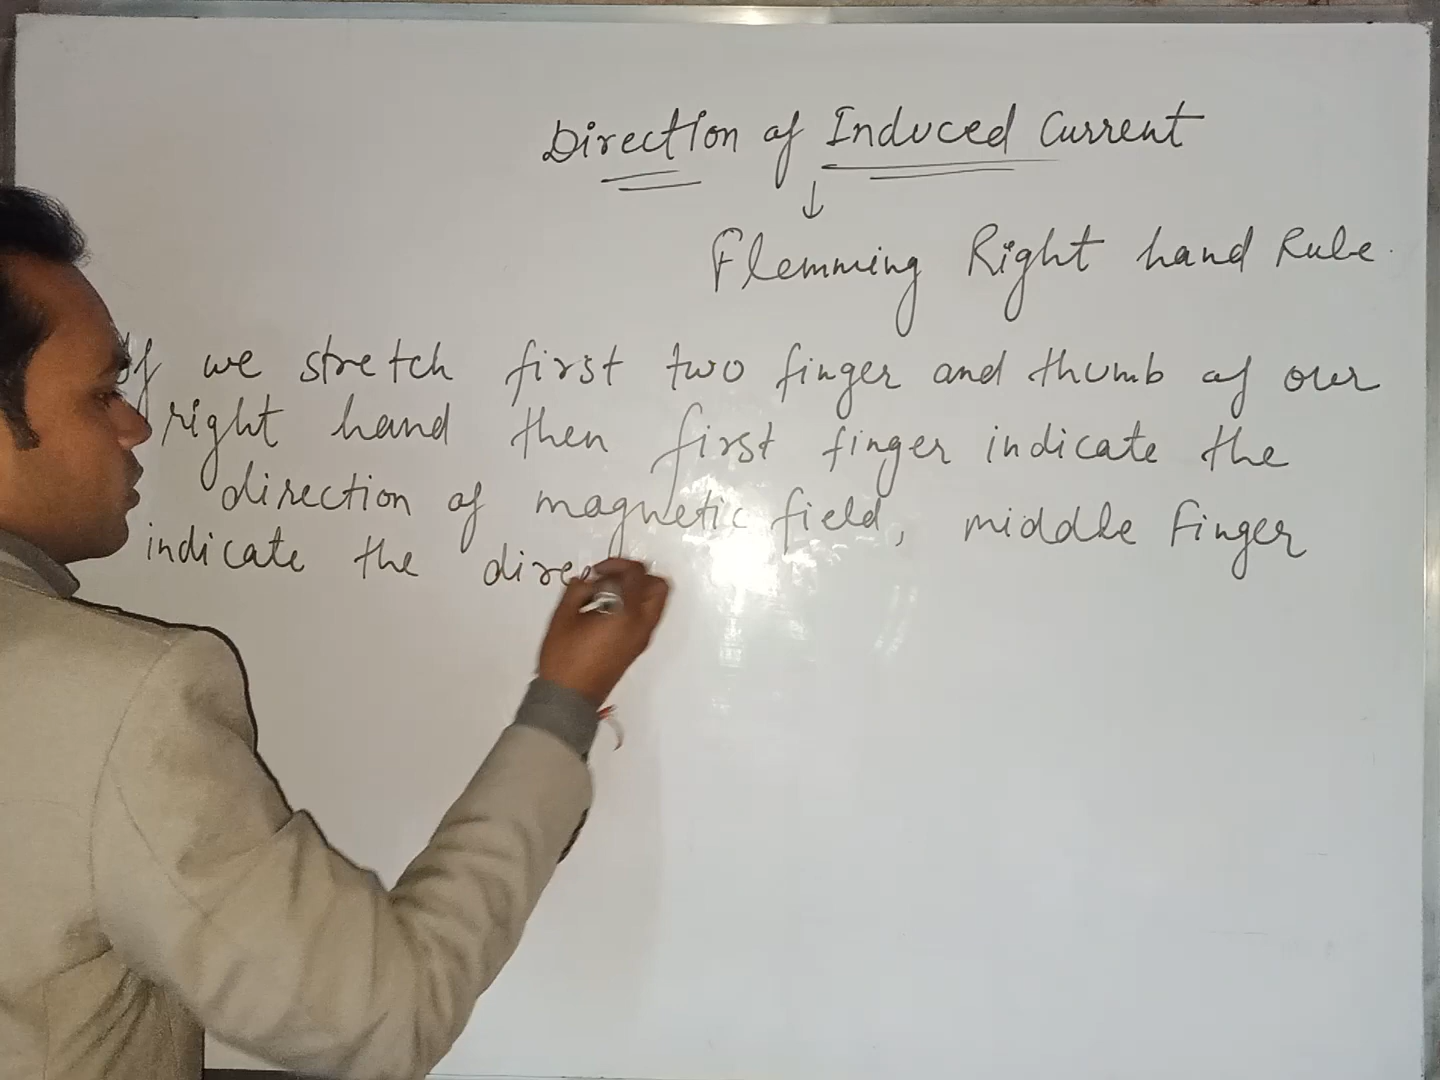 Direction of Induced Current
↓
Flemming Right hand Rule.
If we stretch first two finger and thumb of our
right hand then first finger indicate the
direction of magnetic field, middle Finger
indicate the